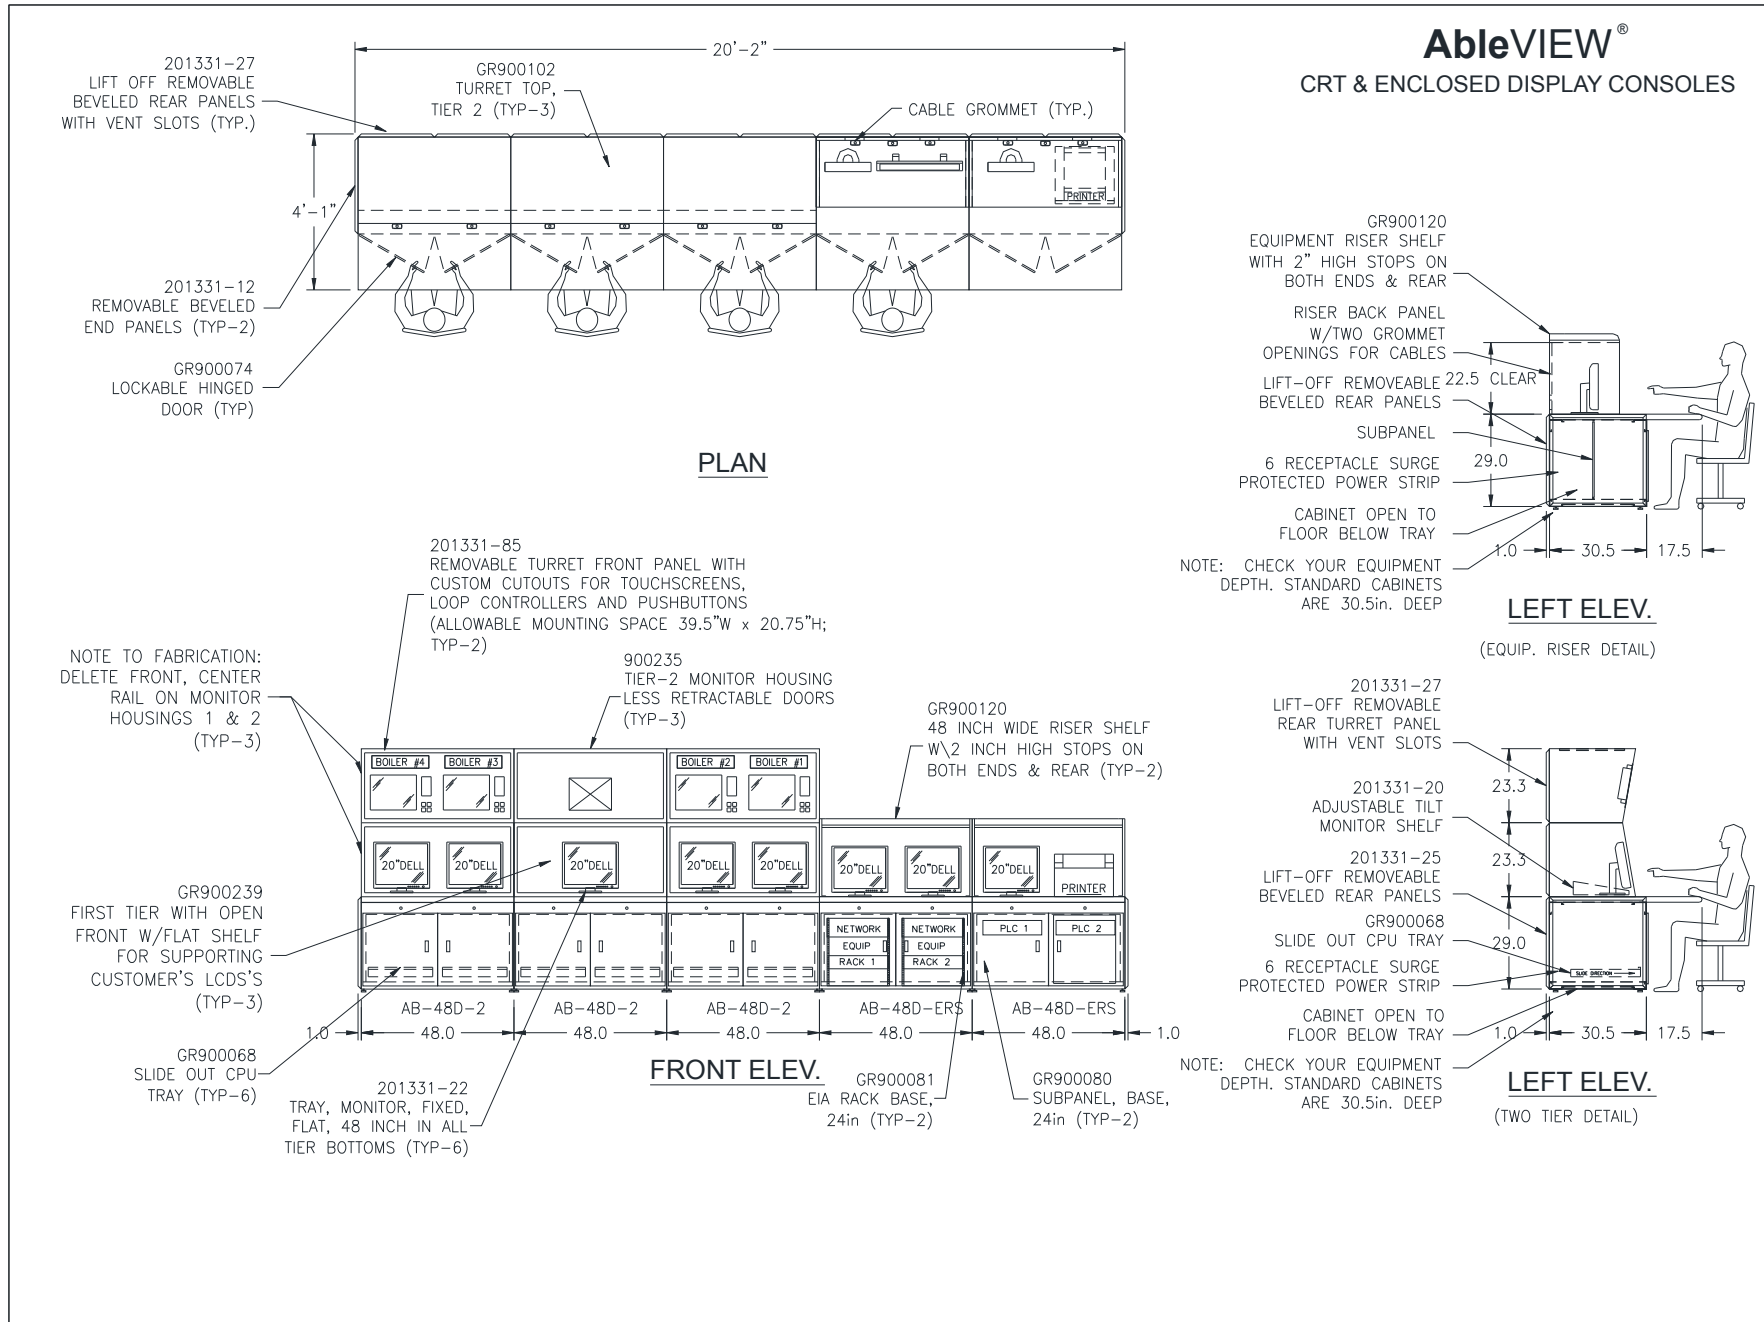 AbleVIEW®
CRT & ENCLOSED DISPLAY CONSOLES
20'-2"
201331-27
LIFT OFF REMOVABLE
BEVELED REAR PANELS
WITH VENT SLOTS (TYP.)
GR900102
TURRET TOP,
TIER 2 (TYP-3)
CABLE GROMMET (TYP.)
4'-1"
PRINTER
201331-12
REMOVABLE BEVELED
END PANELS (TYP-2)
GR900074
LOCKABLE HINGED
DOOR (TYP)
PLAN
GR900120
EQUIPMENT RISER SHELF
WITH 2" HIGH STOPS ON
BOTH ENDS & REAR
RISER BACK PANEL
W/TWO GROMMET
OPENINGS FOR CABLES
LIFT-OFF REMOVEABLE
BEVELED REAR PANELS
22.5 CLEAR
SUBPANEL
6 RECEPTACLE SURGE
PROTECTED POWER STRIP
29.0
CABINET OPEN TO
FLOOR BELOW TRAY
1.0
30.5
17.5
NOTE: CHECK YOUR EQUIPMENT
DEPTH. STANDARD CABINETS
ARE 30.5in. DEEP
LEFT ELEV.
(EQUIP. RISER DETAIL)
201331-85
REMOVABLE TURRET FRONT PANEL WITH
CUSTOM CUTOUTS FOR TOUCHSCREENS,
LOOP CONTROLLERS AND PUSHBUTTONS
(ALLOWABLE MOUNTING SPACE 39.5"W x 20.75"H;
TYP-2)
NOTE TO FABRICATION:
DELETE FRONT, CENTER
RAIL ON MONITOR
HOUSINGS 1 & 2
(TYP-3)
900235
TIER-2 MONITOR HOUSING
LESS RETRACTABLE DOORS
(TYP-3)
GR900120
48 INCH WIDE RISER SHELF
W\2 INCH HIGH STOPS ON
BOTH ENDS & REAR (TYP-2)
BOILER #4
BOILER #3
BOILER #2
BOILER #1
20"DELL
20"DELL
20"DELL
20"DELL
20"DELL
20"DELL
20"DELL
20"DELL
PRINTER
GR900239
FIRST TIER WITH OPEN
FRONT W/FLAT SHELF
FOR SUPPORTING
CUSTOMER'S LCDS'S
(TYP-3)
NETWORK
EQUIP
RACK 1
NETWORK
EQUIP
RACK 2
PLC 1
PLC 2
AB-48D-2
AB-48D-2
AB-48D-2
AB-48D-ERS
AB-48D-ERS
1.0
48.0
48.0
48.0
48.0
48.0
1.0
GR900068
SLIDE OUT CPU
TRAY (TYP-6)
FRONT ELEV.
201331-22
TRAY, MONITOR, FIXED,
FLAT, 48 INCH IN ALL
TIER BOTTOMS (TYP-6)
GR900081
EIA RACK BASE,
24in (TYP-2)
GR900080
SUBPANEL, BASE,
24in (TYP-2)
201331-27
LIFT-OFF REMOVABLE
REAR TURRET PANEL
WITH VENT SLOTS
23.3
201331-20
ADJUSTABLE TILT
MONITOR SHELF
23.3
201331-25
LIFT-OFF REMOVEABLE
BEVELED REAR PANELS
GR900068
SLIDE OUT CPU TRAY
29.0
SLIDE DIRECTION
6 RECEPTACLE SURGE
PROTECTED POWER STRIP
CABINET OPEN TO
FLOOR BELOW TRAY
1.0
30.5
17.5
NOTE: CHECK YOUR EQUIPMENT
DEPTH. STANDARD CABINETS
ARE 30.5in. DEEP
LEFT ELEV.
(TWO TIER DETAIL)